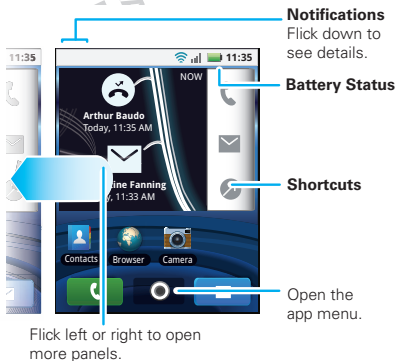 Notifications
Flick down to
see details.
11:35
11:35
Battery Status
NOW
Arthur Baudo
Today, 11:35 AM
ine Fanning
y, 11:33 AM
Shortcuts
Contacts
Browser
Camera
Open the
app menu.
Flick left or right to open
more panels.